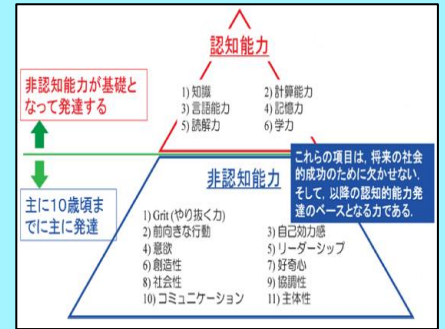 認知能力
1) 知識 2) 計算能力
3) 言語能力 4) 記憶力
5) 読解力 6) 学力
非認知能力が基礎と
なって発達する
主に10歳頃ま
でに主に発達
これらの項目は、将来の社会
的成功のために欠かせない.
そして、以降の認知的能力発
達のベースとなる力である.
非認知能力
1) Grit (やり抜く力)
2) 前向きな行動 3) 自己効力感
4) 意欲 5) リーダーシップ
6) 創造性 7) 好奇心
8) 社会性 9) 協調性
10) コミュニケーション 11) 主体性